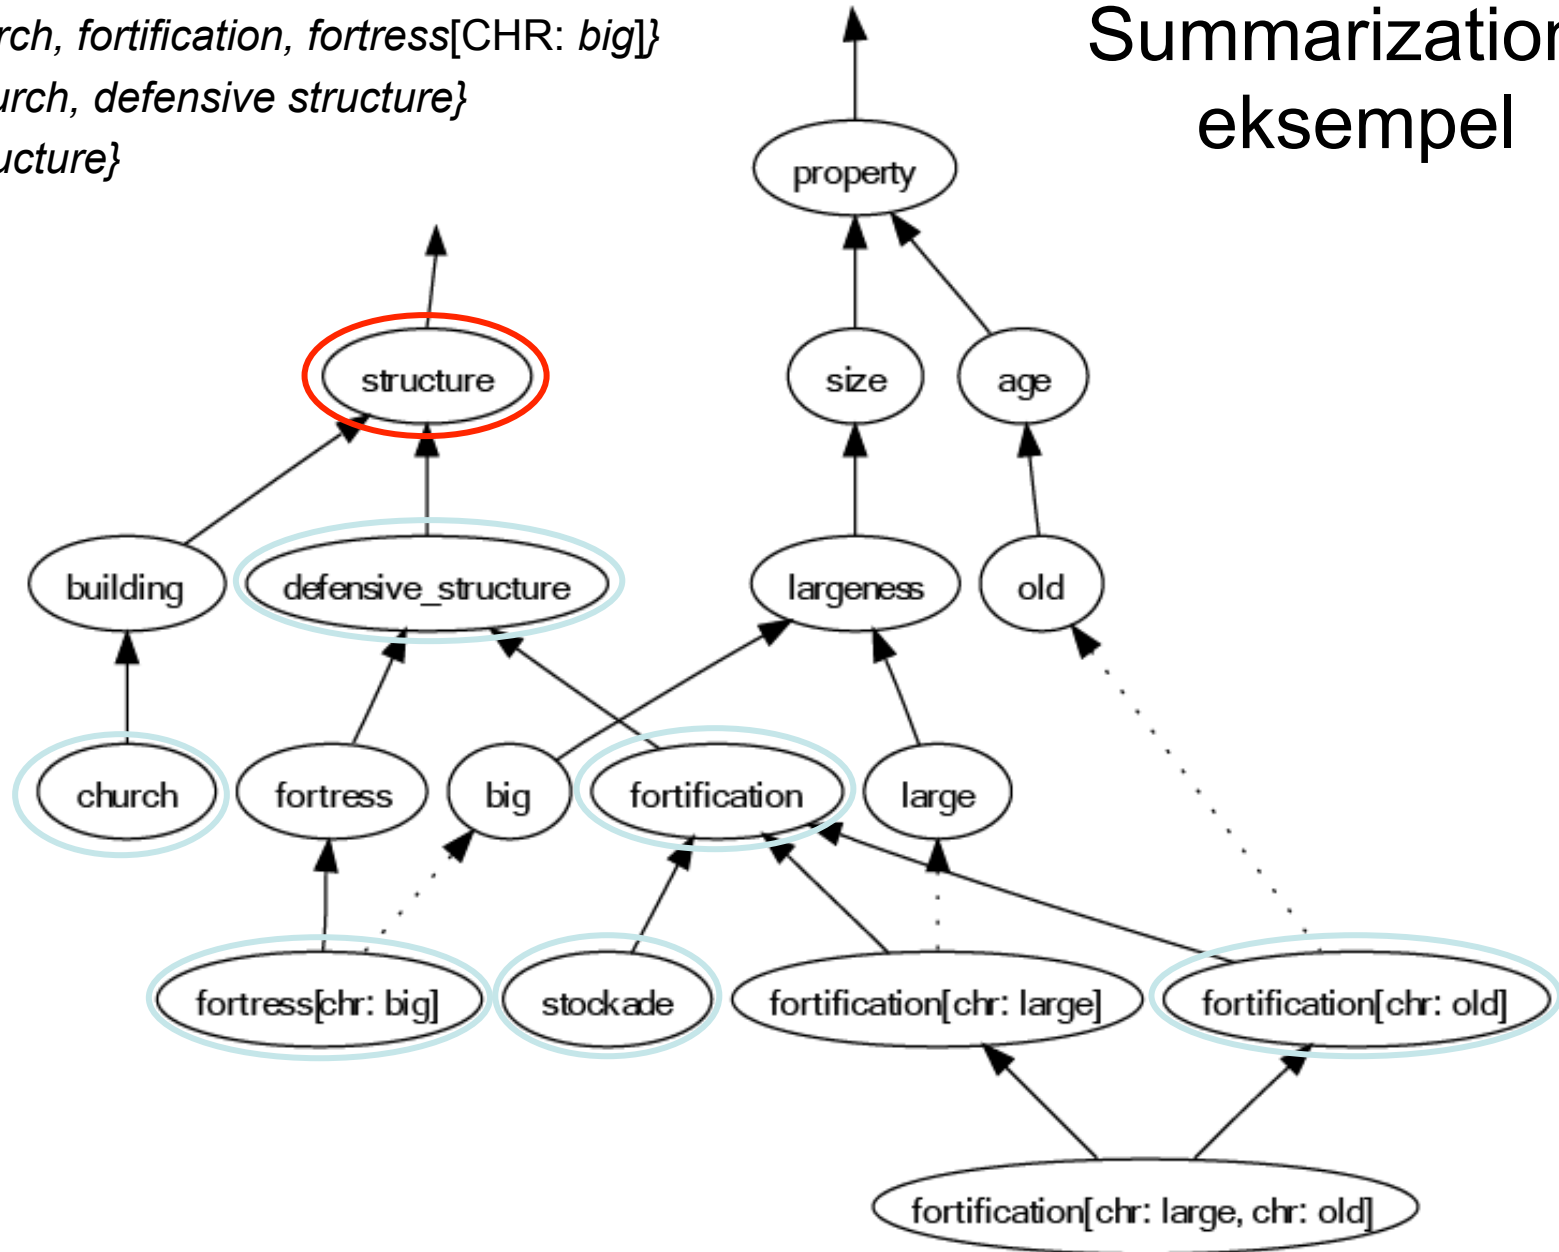 rch, fortification, fortress[CHR: big]}
urch, defensive structure}
ucture}
Summarization
eksempel
property
structure
size
age
building
defensive_structure
largeness
old
church
fortress
big
fortification
large
fortress[chr: big]
stockade
fortification[chr: large]
fortification[chr: old]
fortification[chr: large, chr: old]